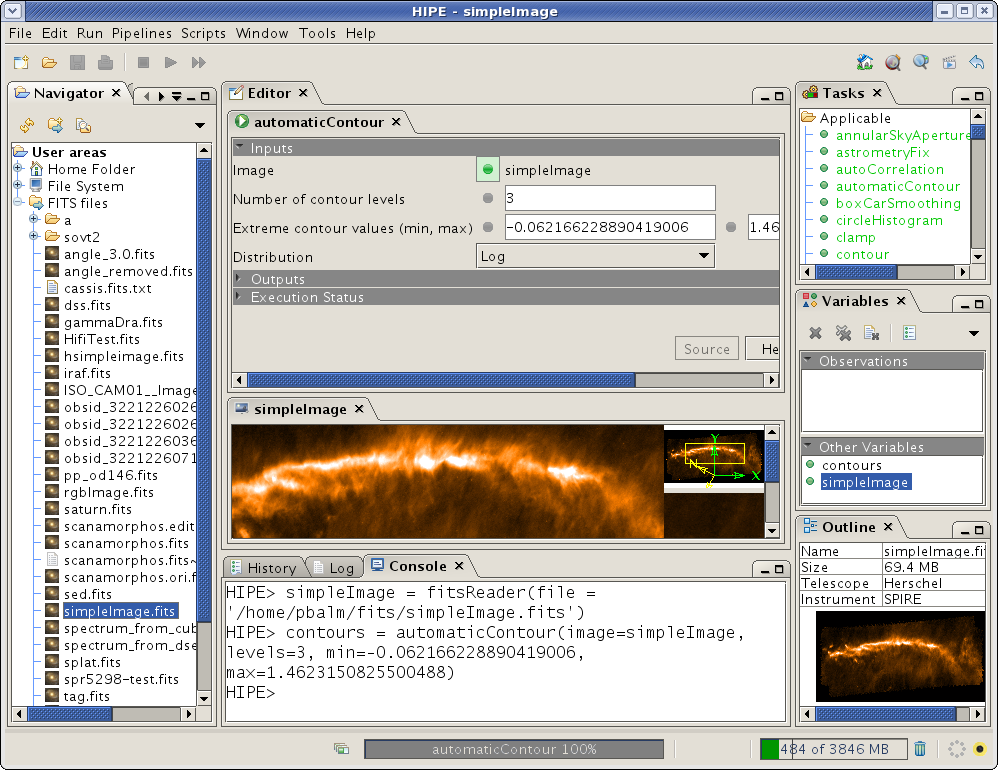 HIPE - simpleImage
File Edit Run Pipelines Scripts Window Tools Help
Navigator
User areas
Home Folder
File System
FITS files
a
sovt2
angle_3.0.fits
angle_removed.fits
cassis.fits.txt
dss.fits
gammaDra.fits
HifiTest.fits
hsimpleimage.fits
iraf.fits
ISO_CAM01__Image
obsid_3221226026
obsid_3221226026
obsid_3221226036
obsid_3221226071
pp_od146.fits
rgbImage.fits
saturn.fits
scanamorphos.edit
scanamorphos.fits
scanamorphos.fits~
scanamorphos.ori.f
sed.fits
simpleImage.fits
spectrum_from_cub
spectrum_from_dse
splat.fits
spr5298-test.fits
tag.fits
Editor
automaticContour
Inputs
Image simpleImage
Number of contour levels 3
Extreme contour values (min, max) -0.062166228890419006 1.46
Distribution Log
Outputs
Execution Status
Source He
simpleImage
Y
N
X
History Log Console
HIPE> simpleImage = fitsReader(file =
'/home/pbalm/fits/simpleImage.fits')
HIPE> contours = automaticContour(image=simpleImage,
levels=3, min=-0.062166228890419006,
max=1.4623150825500488)
HIPE>
Tasks
Applicable
annularSkyAperture
astrometryFix
autoCorrelation
automaticContour
boxCarSmoothing
circleHistogram
clamp
contour
Variables
Observations
Other Variables
contours
simpleImage
Outline
Name simpleImage.fi
Size 69.4 MB
Telescope Herschel
Instrument SPIRE
automaticContour 100%
484 of 3846 MB